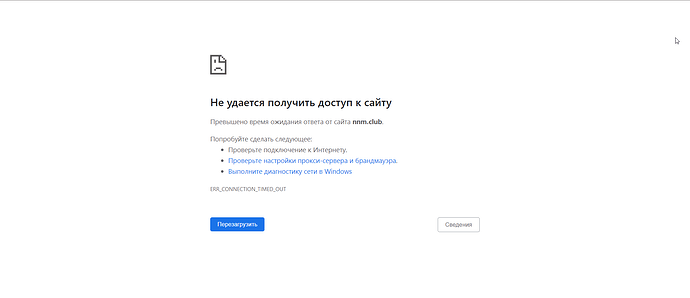 Не удается получить доступ к сайту
Превышено время ожидания ответа от сайта nnm.club.
Попробуйте сделать следующее:
Проверьте подключение к Интернету.
Проверьте настройки прокси-сервера и брандмауэра.
Выполните диагностику сети в Windows
ERR_CONNECTION_TIMED_OUT
Перезагрузить
Сведения